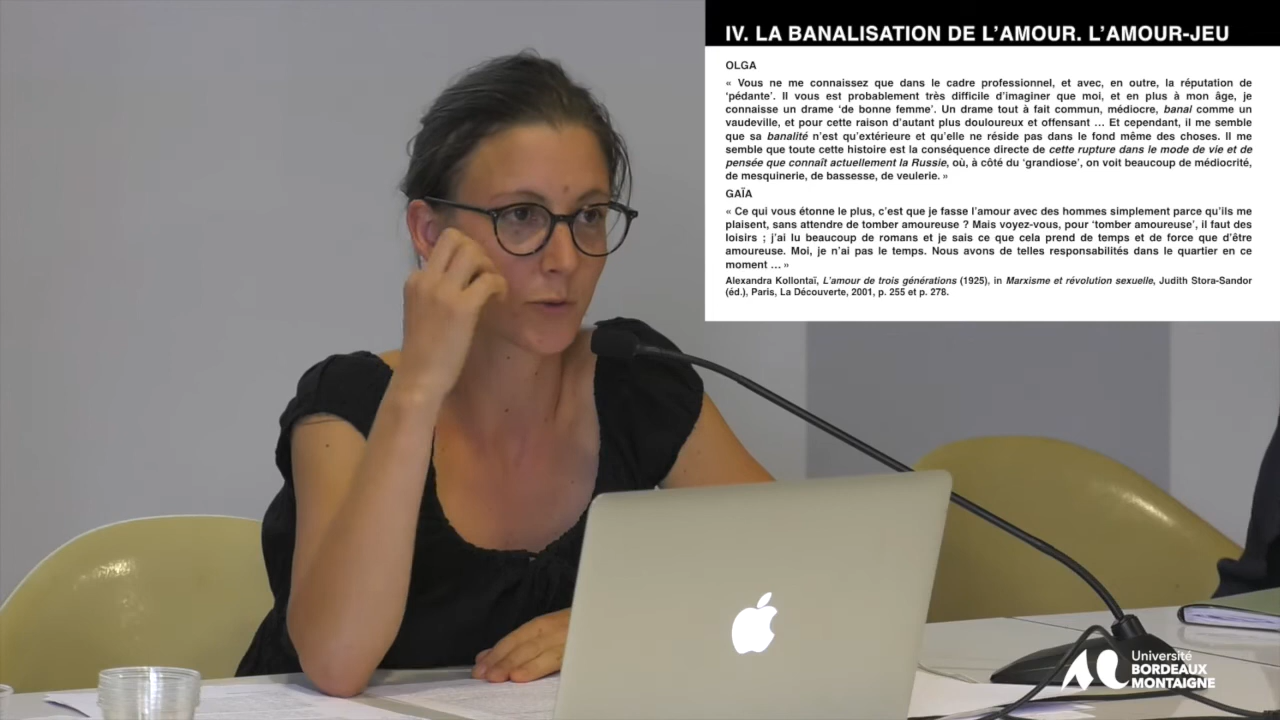 IV. LA BANALISATION DE L'AMOUR. L'AMOUR-JEU
OLGA
« Vous ne me connaissez que dans le cadre professionnel, et avec, en outre, la réputation de
'pédante'. Il vous est probablement très difficile d'imaginer que moi, et en plus à mon âge, je
connaisse un drame 'de bonne femme'. Un drame tout à fait commun, médiocre, banal comme un
vaudeville, et pour cette raison d'autant plus douloureux et offensant … Et cependant, il me semble
que sa banalité n'est qu'extérieure et qu'elle ne réside pas dans le fond même des choses. Il me
semble que toute cette histoire est la conséquence directe de cette rupture dans le mode de vie et de
pensée que connaît actuellement la Russie, où, à côté du 'grandiose', on voit beaucoup de médiocrité,
de mesquinerie, de bassesse, de veulerie. »
GAÏA
« Ce qui vous étonne le plus, c'est que je fasse l'amour avec des hommes simplement parce qu'ils me
plaisent, sans attendre de tomber amoureuse ? Mais voyez-vous, pour 'tomber amoureuse', il faut des
loisirs ; j'ai lu beaucoup de romans et je sais ce que cela prend de temps et de force que d'être
amoureuse. Moi, je n'ai pas le temps. Nous avons de telles responsabilités dans le quartier en ce
moment … »
Alexandra Kollontaï, L'amour de trois générations (1925), in Marxisme et révolution sexuelle, Judith Stora-Sandor
(éd.), Paris, La Découverte, 2001, p. 255 et p. 278.
Université
BORDEAUX
MONTAIGNE